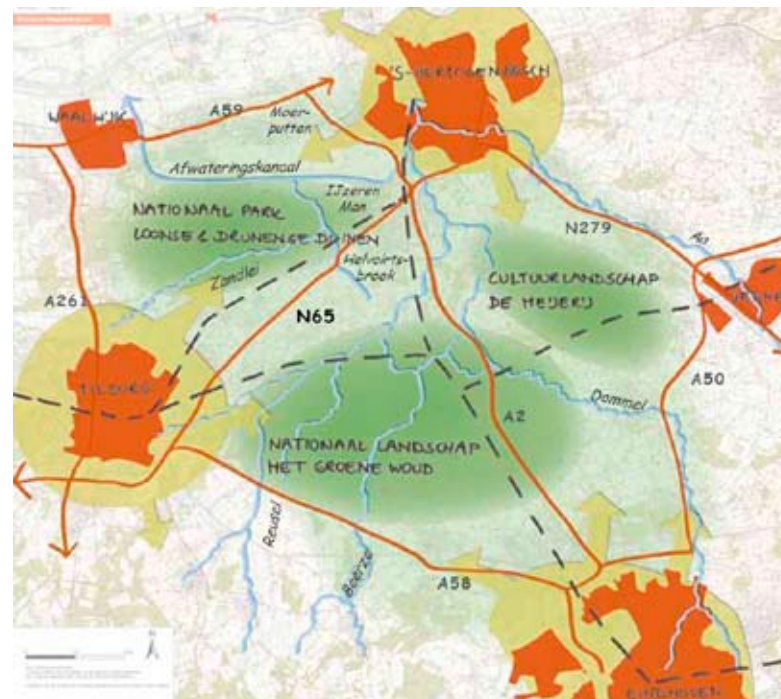 'S-HERTOGENBOSCH
WAALWIJK
A59
Moer-
putten
Afwateringskanaal
IJzeren
Man
NATIONAAL PARK
LOONSE & DRUNENSE DUINEN
N279
Aa
Zandlei
Helvoirts-
broek
CULTUURLANDSCHAP
DE MEIJERIJ
A261
N65
TILBURG
A50
Dommel
A2
NATIONAAL LANDSCHAP
HET GROENE WOUD
Reusel
Beerze
A58
EINDHOVEN
N